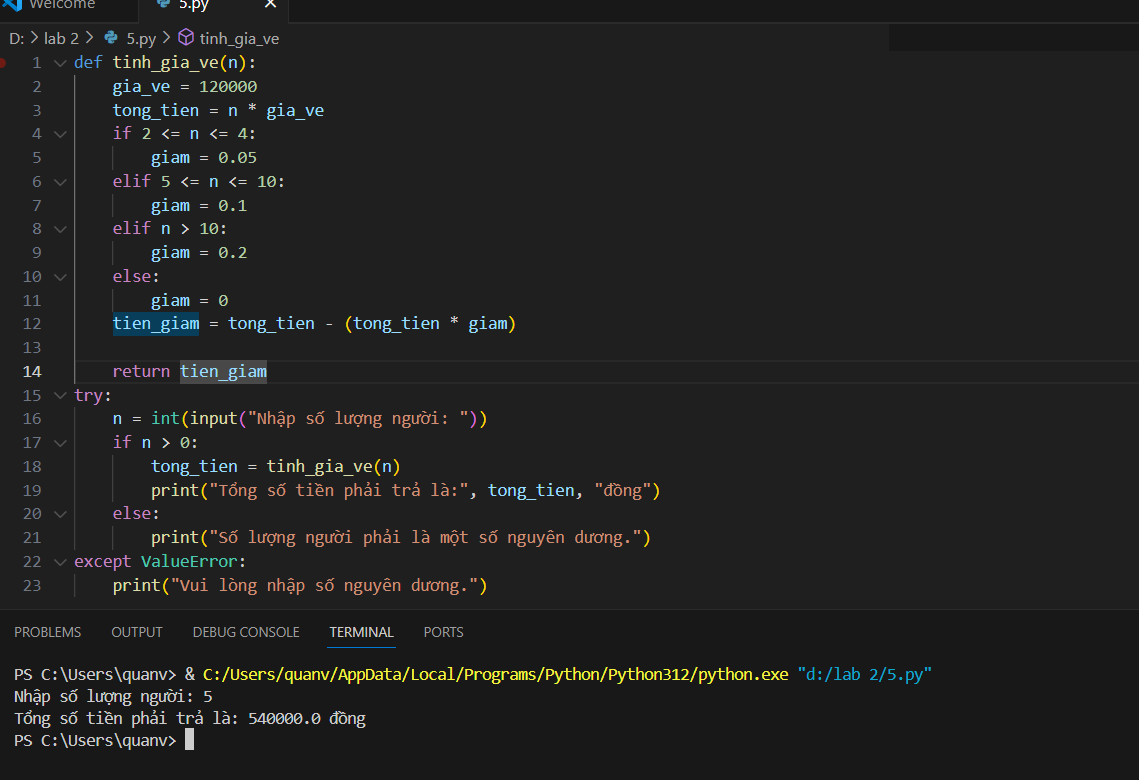 Welcome
5.py
D: > lab 2 > 5.py > tinh_gia_ve
1 def tinh_gia_ve(n):
2 gia_ve = 120000
3 tong_tien = n * gia_ve
4 if 2 <= n <= 4:
5 giam = 0.05
6 elif 5 <= n <= 10:
7 giam = 0.1
8 elif n > 10:
9 giam = 0.2
10 else:
11 giam = 0
12 tien_giam = tong_tien - (tong_tien * giam)
13
14 return tien_giam
15 try:
16 n = int(input("Nhập số lượng người: "))
17 if n > 0:
18 tong_tien = tinh_gia_ve(n)
19 print("Tổng số tiền phải trả là:", tong_tien, "đồng")
20 else:
21 print("Số lượng người phải là một số nguyên dương.")
22 except ValueError:
23 print("Vui lòng nhập số nguyên dương.")
PROBLEMS OUTPUT DEBUG CONSOLE TERMINAL PORTS
PS C:\Users\quanv> & C:/Users/quanv/AppData/Local/Programs/Python/Python312/python.exe "d:/lab 2/5.py"
Nhập số lượng người: 5
Tổng số tiền phải trả là: 540000.0 đồng
PS C:\Users\quanv>